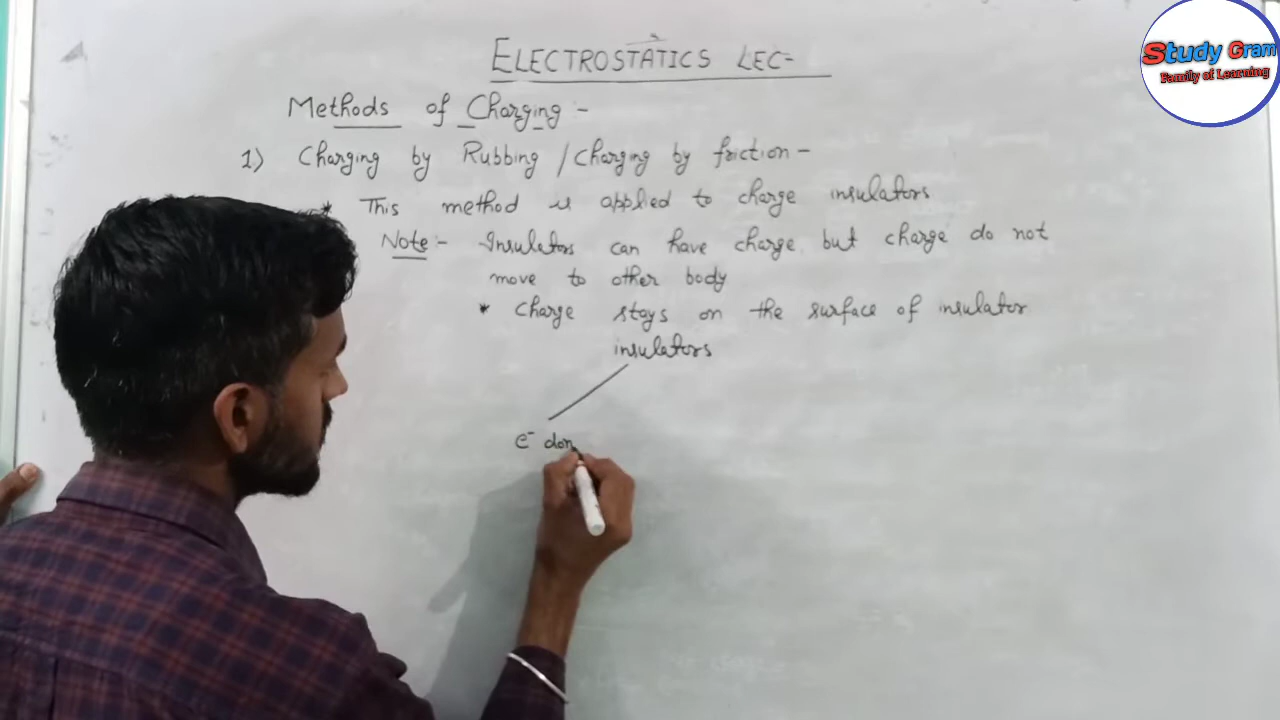 ELECTROSTATICS LEC-
Methods of Charging :-
1) Charging by Rubbing / Charging by friction -
* This method is applied to charge insulators
Note :- Insulators can have charge but charge do not
move to other body
* Charge stays on the surface of insulator
insulators
e⁻ don
Study Gram
Family of Learning